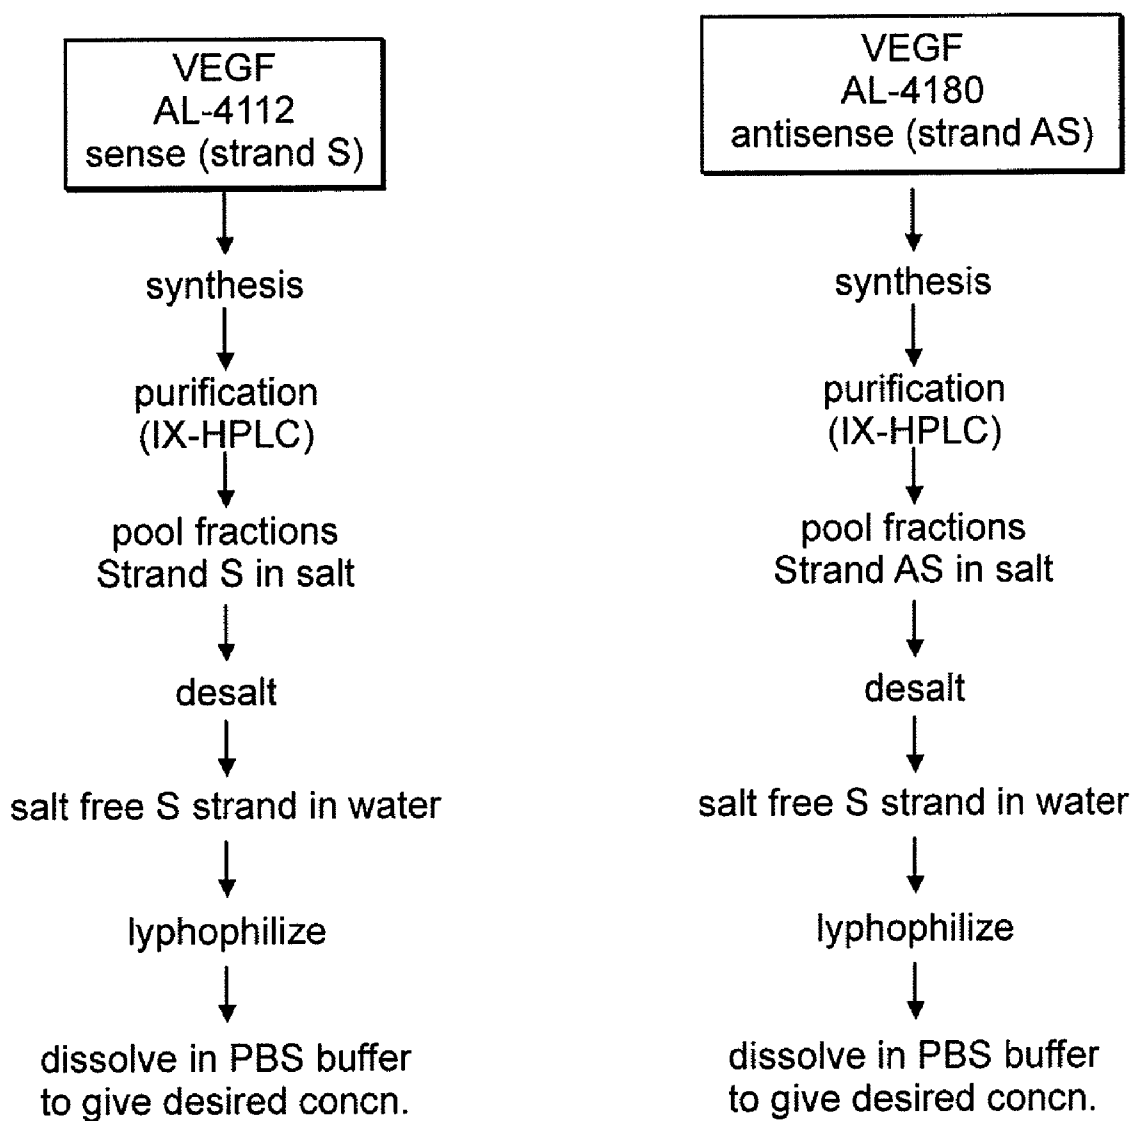 VEGF
AL-4112
sense (strand S)
synthesis
purification
(IX-HPLC)
pool fractions
Strand S in salt
desalt
salt free S strand in water
lyphophilize
dissolve in PBS buffer
to give desired concn.
VEGF
AL-4180
antisense (strand AS)
synthesis
purification
(IX-HPLC)
pool fractions
Strand AS in salt
desalt
salt free S strand in water
lyphophilize
dissolve in PBS buffer
to give desired concn.